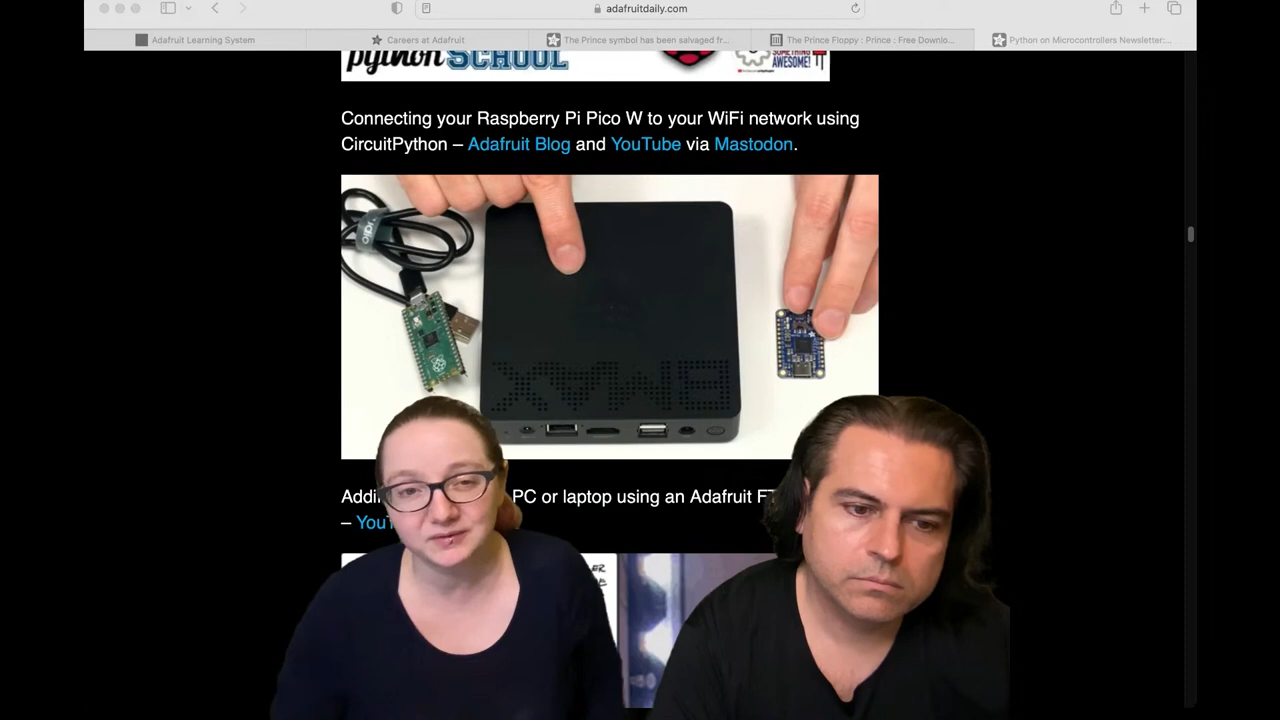 adafruitdaily.com
Adafruit Learning System
Careers at Adafruit
The Prince symbol has been salvaged fr...
The Prince Floppy : Prince : Free Downlo...
Python on Microcontrollers Newsletter:...
python SCHOOL
SOMETHING
AWESOME!
Connecting your Raspberry Pi Pico W to your WiFi network using
CircuitPython – Adafruit Blog and YouTube via Mastodon.
BMAX
PC or laptop using an Adafruit
–